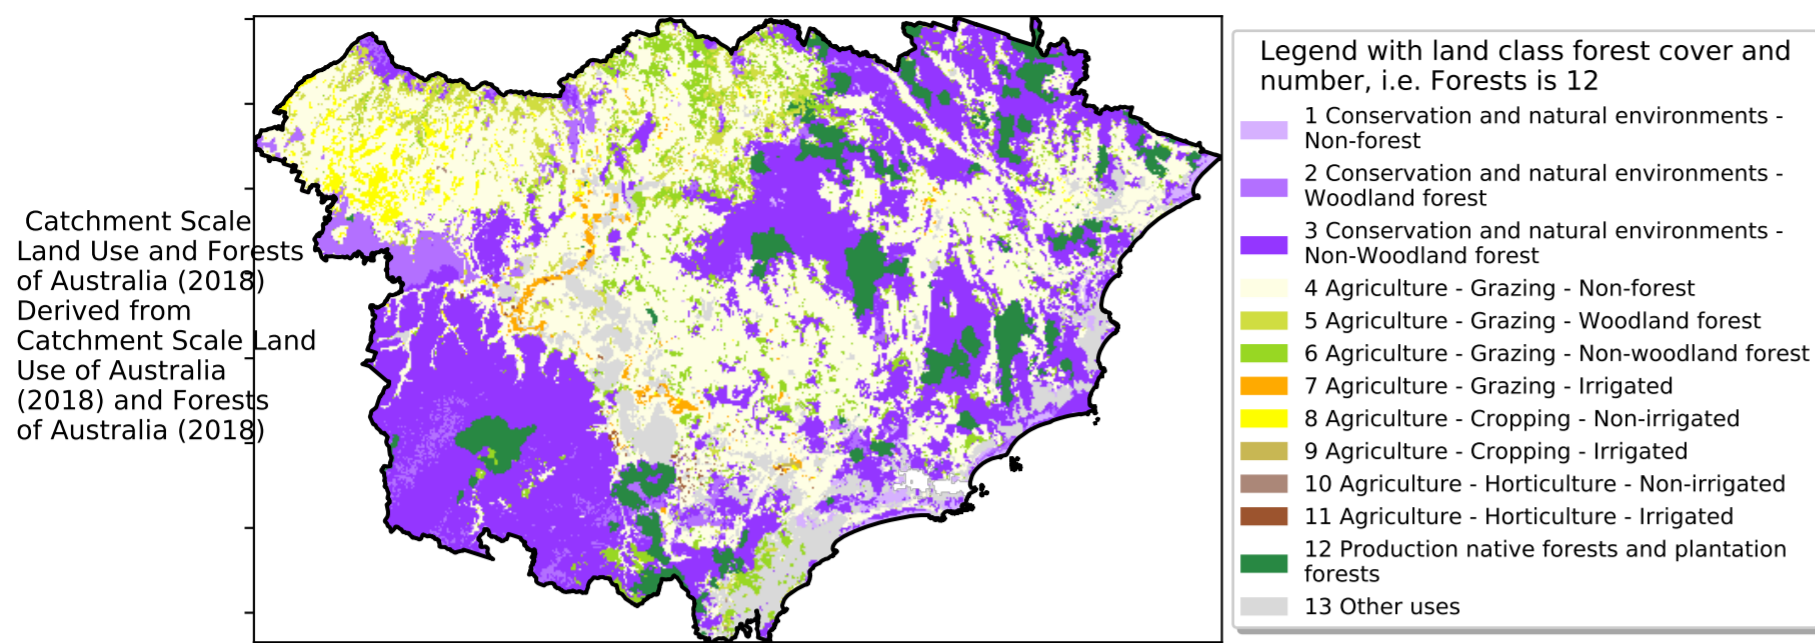 Catchment Scale
Land Use and Forests
of Australia (2018)
Derived from
Catchment Scale Land
Use of Australia
(2018) and Forests
of Australia (2018)
Legend with land class forest cover and
number, i.e. Forests is 12
1 Conservation and natural environments -
Non-forest
2 Conservation and natural environments -
Woodland forest
3 Conservation and natural environments -
Non-Woodland forest
4 Agriculture - Grazing - Non-forest
5 Agriculture - Grazing - Woodland forest
6 Agriculture - Grazing - Non-woodland forest
7 Agriculture - Grazing - Irrigated
8 Agriculture - Cropping - Non-irrigated
9 Agriculture - Cropping - Irrigated
10 Agriculture - Horticulture - Non-irrigated
11 Agriculture - Horticulture - Irrigated
12 Production native forests and plantation
forests
13 Other uses